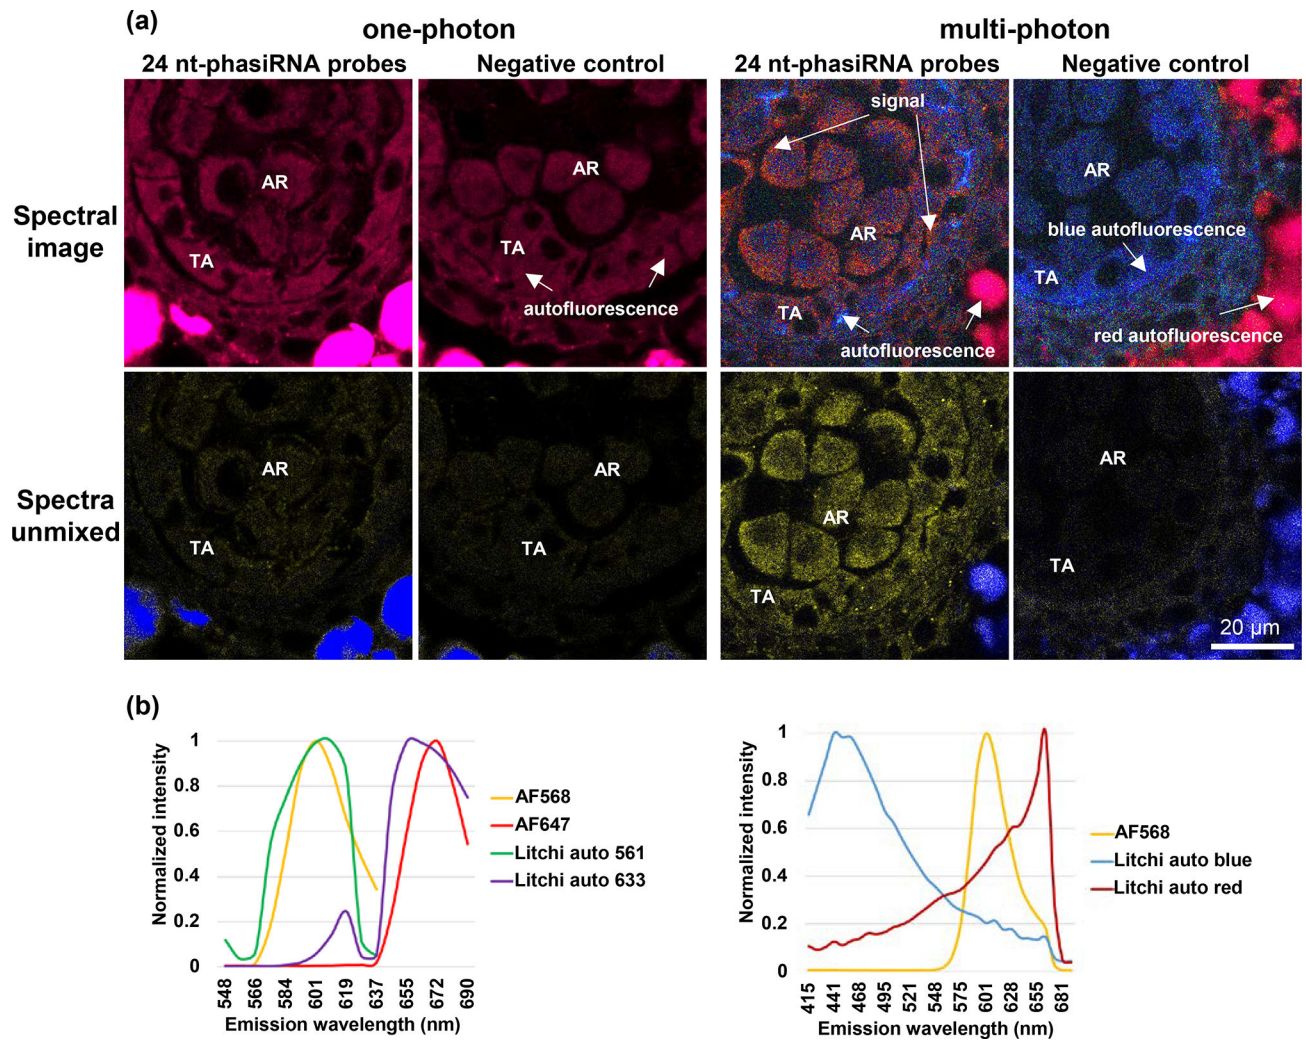 (a)
one-photon
multi-photon
24 nt-phasiRNA probes
Negative control
24 nt-phasiRNA probes
Negative control
Spectral
image
AR
TA
AR
TA
autofluorescence
signal
AR
TA
autofluorescence
AR
blue autofluorescence
TA
red autofluorescence
Spectra
unmixed
AR
TA
AR
TA
AR
TA
AR
TA
20 µm
(b)
Normalized intensity
1
0.8
0.6
0.4
0.2
0
548
566
584
601
619
637
655
672
690
Emission wavelength (nm)
AF568
AF647
Litchi auto 561
Litchi auto 633
Normalized intensity
1
0.8
0.6
0.4
0.2
0
415
441
468
495
521
548
575
601
628
655
681
Emission wavelength (nm)
AF568
Litchi auto blue
Litchi auto red